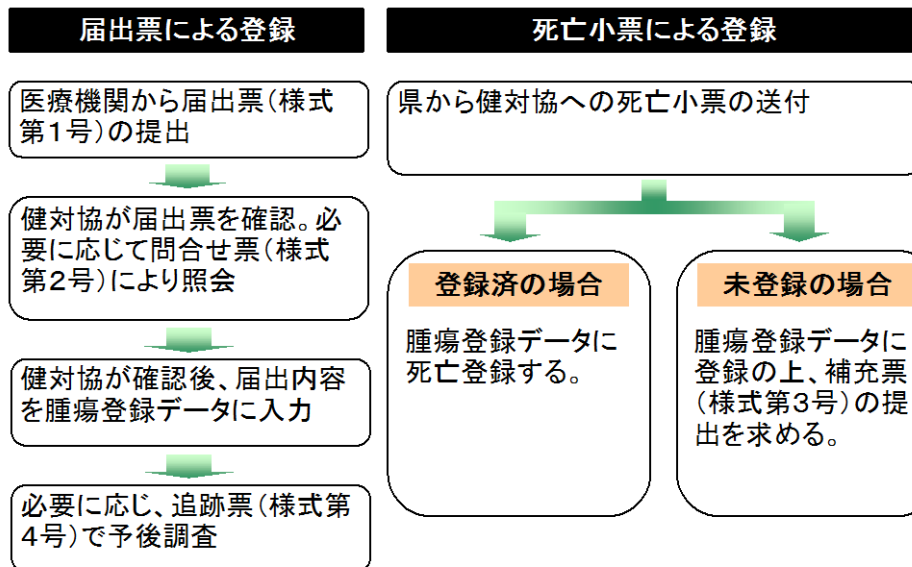 届出票による登録
医療機関から届出票（様式
第１号）の提出
健対協が届出票を確認。必
要に応じて問合せ票（様式
第２号）により照会
健対協が確認後、届出内容
を腫瘍登録データに入力
必要に応じ、追跡票（様式第
４号）で予後調査
死亡小票による登録
県から健対協への死亡小票の送付
登録済の場合
腫瘍登録データに
死亡登録する。
未登録の場合
腫瘍登録データに
登録の上、補充票
（様式第３号）の提
出を求める。